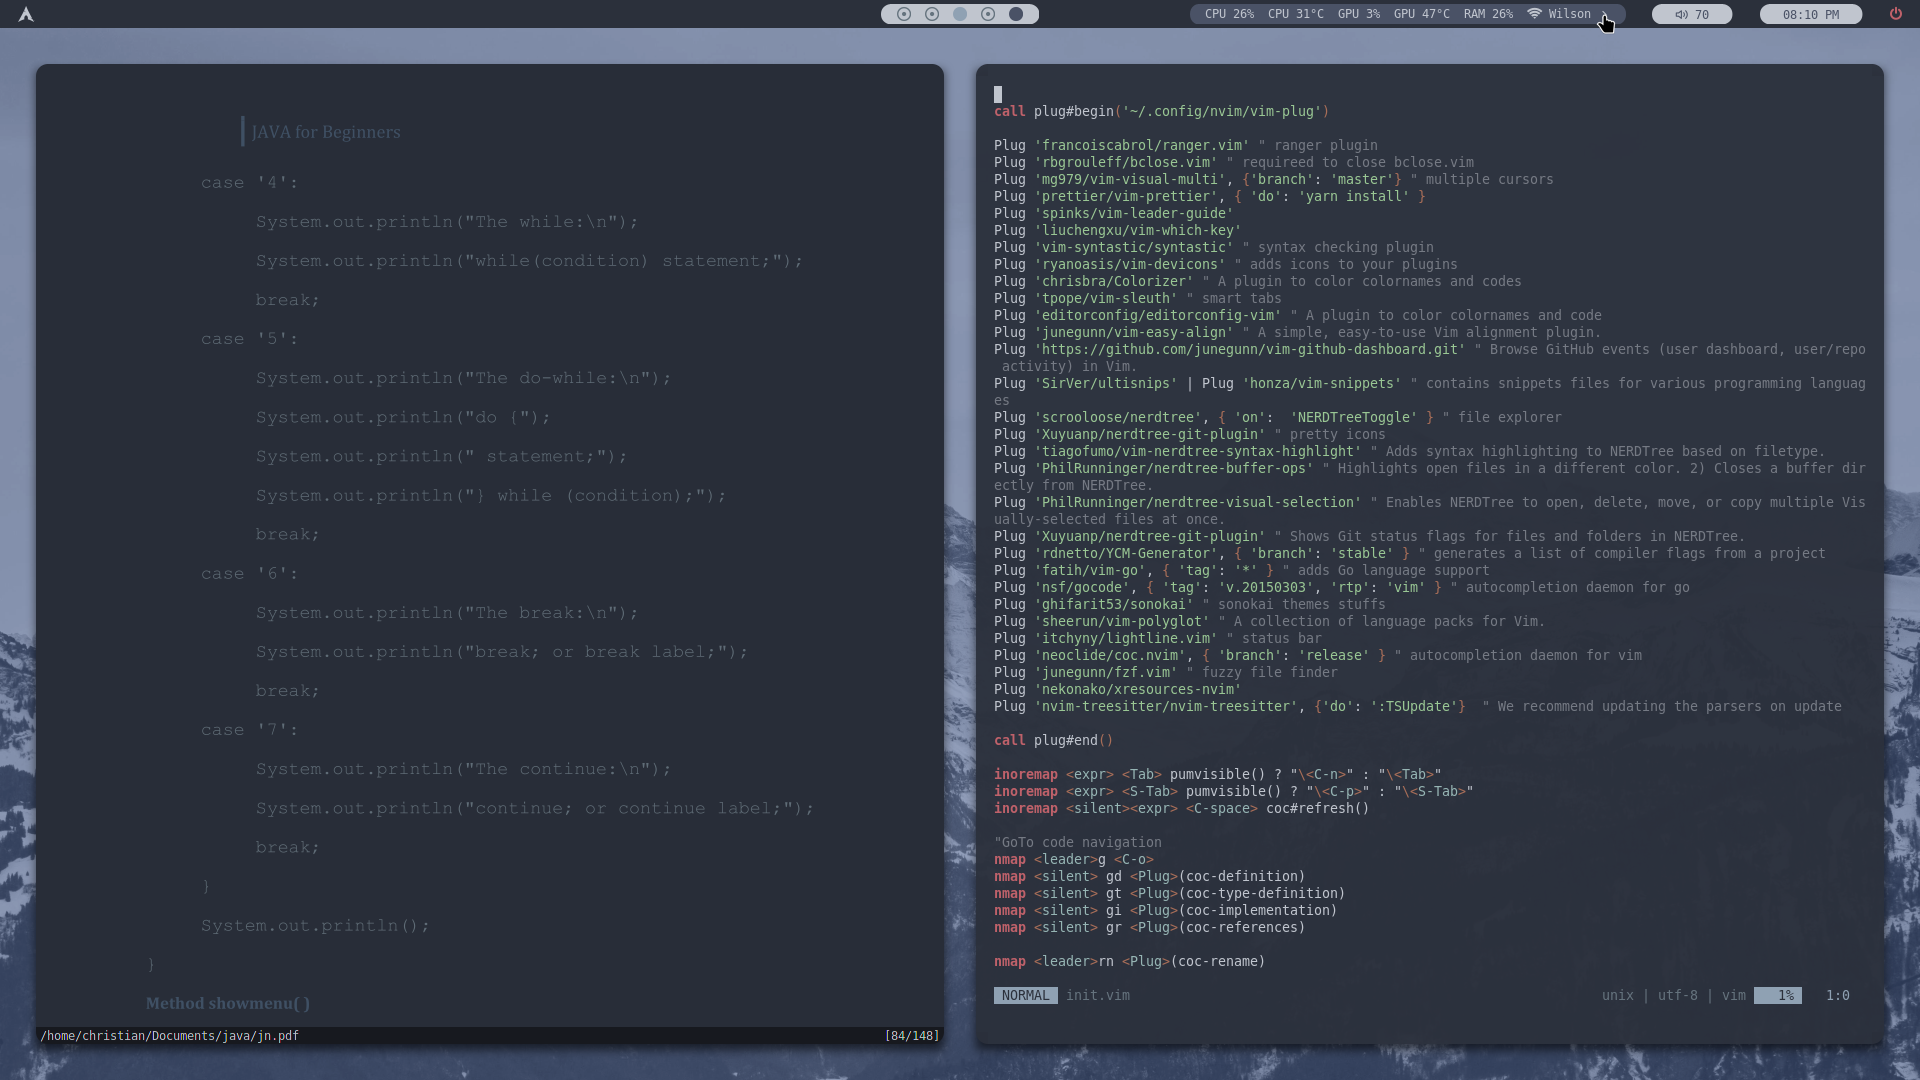 CPU 26% CPU 31°C GPU 3% GPU 47°C RAM 26% Wilson
70
08:10 PM
JAVA for Beginners
case '4':
System.out.println("The while:\n");
System.out.println("while(condition) statement;");
break;
case '5':
System.out.println("The do-while:\n");
System.out.println("do {");
System.out.println(" statement;");
System.out.println("} while (condition);");
break;
case '6':
System.out.println("The break:\n");
System.out.println("break; or break label;");
break;
case '7':
System.out.println("The continue:\n");
System.out.println("continue; or continue label;");
break;
}
System.out.println();
}
Method showmenu( )
/home/christian/Documents/java/jn.pdf [84/148]
call plug#begin('~/.config/nvim/vim-plug')
Plug 'francoiscabrol/ranger.vim' " ranger plugin
Plug 'rbgrouleff/bclose.vim' " requireed to close bclose.vim
Plug 'mg979/vim-visual-multi', {'branch': 'master'} " multiple cursors
Plug 'prettier/vim-prettier', { 'do': 'yarn install' }
Plug 'spinks/vim-leader-guide'
Plug 'liuchengxu/vim-which-key'
Plug 'vim-syntastic/syntastic' " syntax checking plugin
Plug 'ryanoasis/vim-devicons' " adds icons to your plugins
Plug 'chrisbra/Colorizer' " A plugin to color colornames and codes
Plug 'tpope/vim-sleuth' " smart tabs
Plug 'editorconfig/editorconfig-vim' " A plugin to color colornames and code
Plug 'junegunn/vim-easy-align' " A simple, easy-to-use Vim alignment plugin.
Plug 'https://github.com/junegunn/vim-github-dashboard.git' " Browse GitHub events (user dashboard, user/repo
activity) in Vim.
Plug 'SirVer/ultisnips' | Plug 'honza/vim-snippets' " contains snippets files for various programming languag
es
Plug 'scrooloose/nerdtree', { 'on':  'NERDTreeToggle' } " file explorer
Plug 'Xuyuanp/nerdtree-git-plugin' " pretty icons
Plug 'tiagofumo/vim-nerdtree-syntax-highlight' " Adds syntax highlighting to NERDTree based on filetype.
Plug 'PhilRunninger/nerdtree-buffer-ops' " Highlights open files in a different color. 2) Closes a buffer dir
ectly from NERDTree.
Plug 'PhilRunninger/nerdtree-visual-selection' " Enables NERDTree to open, delete, move, or copy multiple Vis
ually-selected files at once.
Plug 'Xuyuanp/nerdtree-git-plugin' " Shows Git status flags for files and folders in NERDTree.
Plug 'rdnetto/YCM-Generator', { 'branch': 'stable' } " generates a list of compiler flags from a project
Plug 'fatih/vim-go', { 'tag': '*' } " adds Go language support
Plug 'nsf/gocode', { 'tag': 'v.20150303', 'rtp': 'vim' } " autocompletion daemon for go
Plug 'ghifarit53/sonokai' " sonokai themes stuffs
Plug 'sheerun/vim-polyglot' " A collection of language packs for Vim.
Plug 'itchyny/lightline.vim' " status bar
Plug 'neoclide/coc.nvim', { 'branch': 'release' } " autocompletion daemon for vim
Plug 'junegunn/fzf.vim' " fuzzy file finder
Plug 'nekonako/xresources-nvim'
Plug 'nvim-treesitter/nvim-treesitter', {'do': ':TSUpdate'}  " We recommend updating the parsers on update
call plug#end()
inoremap <expr> <Tab> pumvisible() ? "\<C-n>" : "\<Tab>"
inoremap <expr> <S-Tab> pumvisible() ? "\<C-p>" : "\<S-Tab>"
inoremap <silent><expr> <C-space> coc#refresh()
"GoTo code navigation
nmap <leader>g <C-o>
nmap <silent> gd <Plug>(coc-definition)
nmap <silent> gt <Plug>(coc-type-definition)
nmap <silent> gi <Plug>(coc-implementation)
nmap <silent> gr <Plug>(coc-references)
nmap <leader>rn <Plug>(coc-rename)
NORMAL init.vim unix | utf-8 | vim 1% 1:0